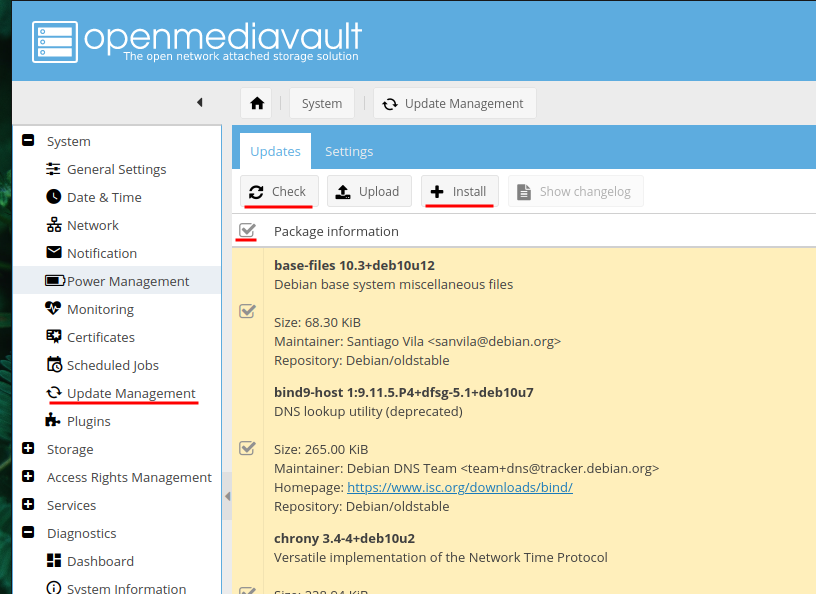 openmediavault
The open network attached storage solution
System
Update Management
System
General Settings
Date & Time
Network
Notification
Power Management
Monitoring
Certificates
Scheduled Jobs
Update Management
Plugins
Storage
Access Rights Management
Services
Diagnostics
Dashboard
System Information
Updates Settings
Check Upload Install Show changelog
Package information
base-files 10.3+deb10u12
Debian base system miscellaneous files
Size: 68.30 KiB
Maintainer: Santiago Vila <sanvila@debian.org>
Repository: Debian/oldstable
bind9-host 1:9.11.5.P4+dfsg-5.1+deb10u7
DNS lookup utility (deprecated)
Size: 265.00 KiB
Maintainer: Debian DNS Team <team+dns@tracker.debian.org>
Homepage: https://www.isc.org/downloads/bind/
Repository: Debian/oldstable
chrony 3.4-4+deb10u2
Versatile implementation of the Network Time Protocol